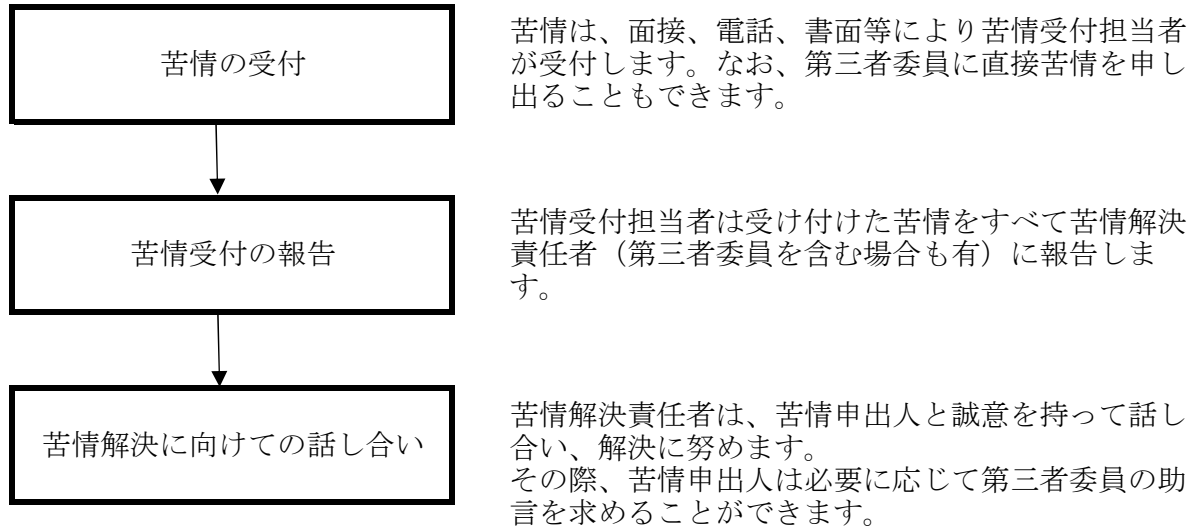 苦情の受付
苦情は、面接、電話、書面等により苦情受付担当者
が受付します。なお、第三者委員に直接苦情を申し
出ることもできます。
苦情受付の報告
苦情受付担当者は受け付けた苦情をすべて苦情解決
責任者（第三者委員を含む場合も有）に報告しま
す。
苦情解決に向けての話し合い
苦情解決責任者は、苦情申出人と誠意を持って話し
合い、解決に努めます。
その際、苦情申出人は必要に応じて第三者委員の助
言を求めることができます。